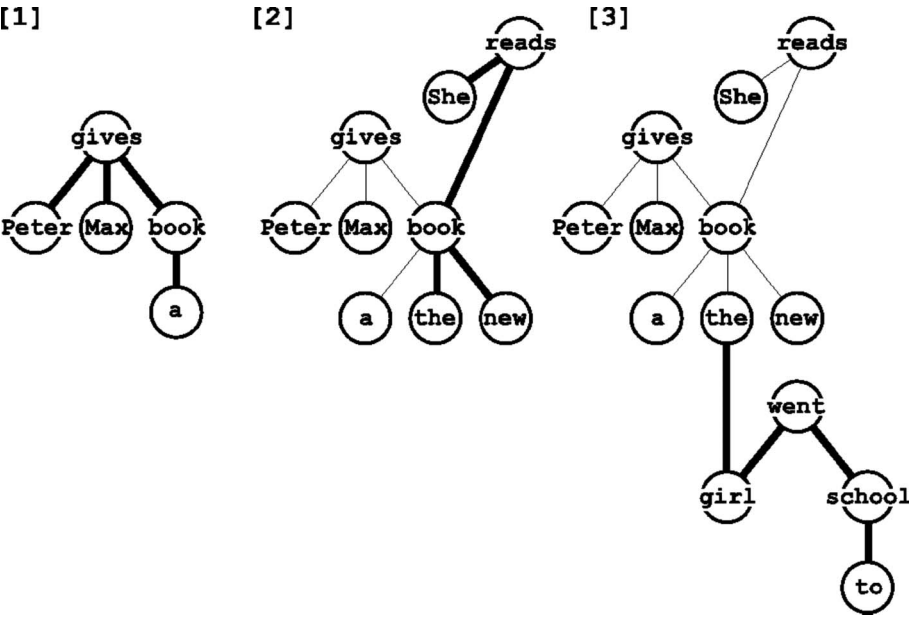 [1] [2] [3]
reads reads
She She
gives gives gives
Peter Max book Peter Max book Peter Max book
a a the new a the new
went
girl school
to